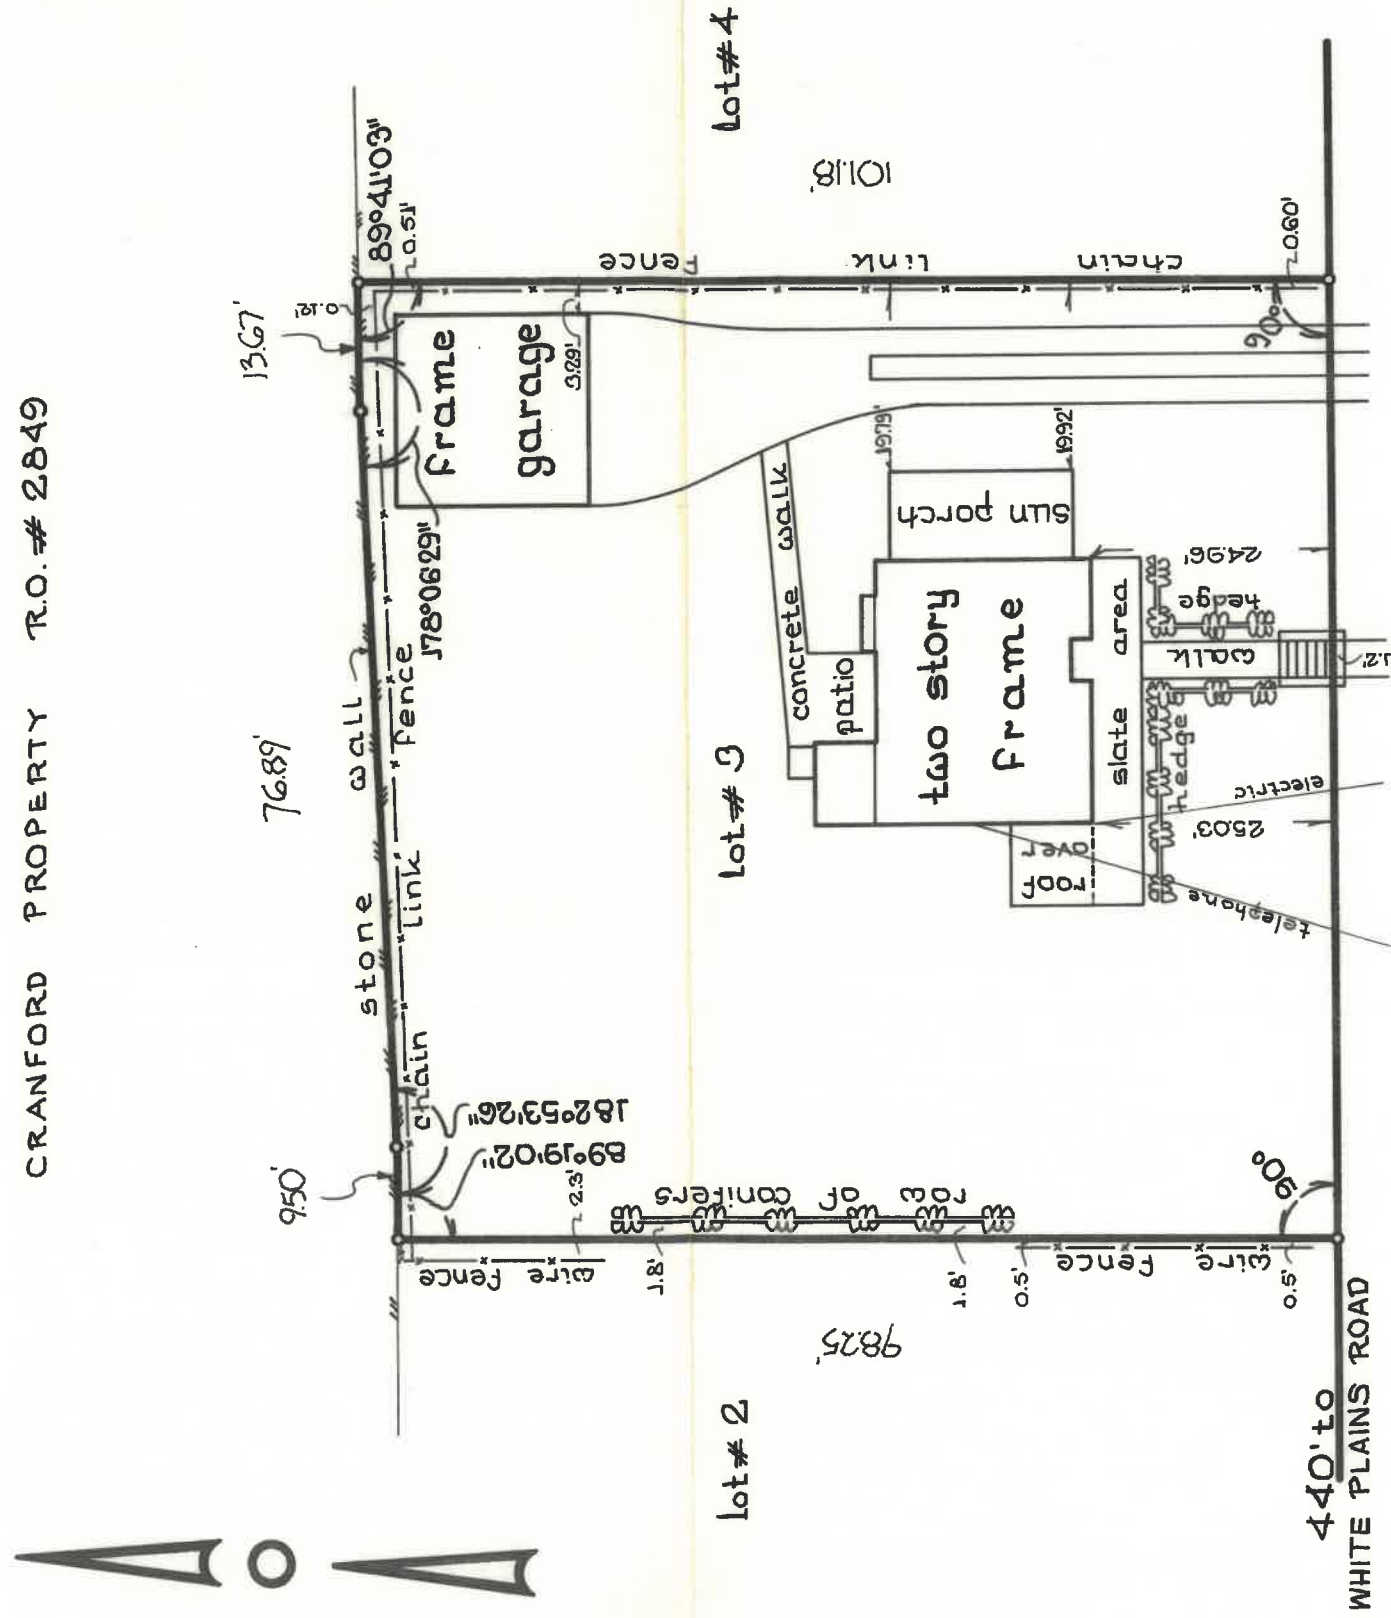 CRANFORD PROPERTY R.O. # 2849
9.50'
76.89'
13.67'
0.12'
89°41'03"
0.51'
stone wall
chain link fence
178°06'29"
182°53'26"
89°19'02"
frame
garage
3.29'
Lot # 2
Lot # 3
Lot # 4
98.25'
101.18'
wire fence
2.3'
1.8'
row of conifers
1.8'
0.5'
wire fence
0.5'
chain link fence
0.60'
concrete walk
patio
two story
frame
sun porch
19.79'
19.92'
slate area
roof
over
hedge
hedge
walk
24.96'
25.03'
electric
telephone
1.2'
90°
90°
440' to
WHITE PLAINS ROAD